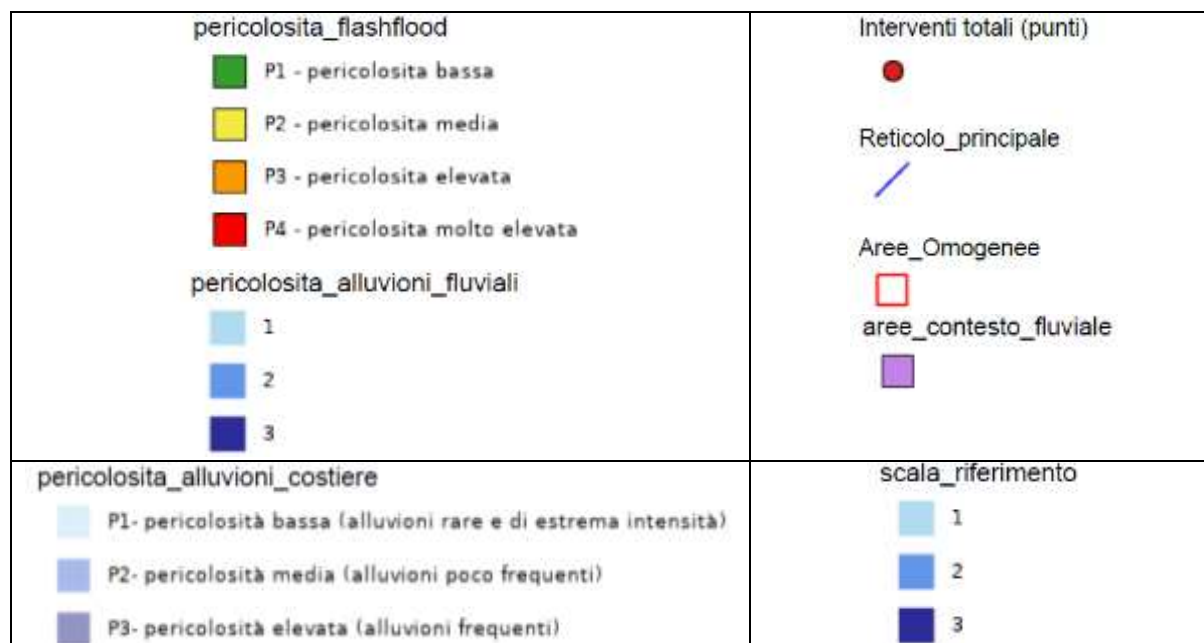 pericolosita_flashflood
P1 - pericolosita bassa
P2 - pericolosita media
P3 - pericolosita elevata
P4 - pericolosita molto elevata
pericolosita_alluvioni_fluviali
1
2
3
Interventi totali (punti)
Reticolo_principale
Aree_Omogenee
aree_contesto_fluviale
pericolosita_alluvioni_costiere
P1- pericolosità bassa (alluvioni rare e di estrema intensità)
P2- pericolosità media (alluvioni poco frequenti)
P3- pericolosità elevata (alluvioni frequenti)
scala_riferimento
1
2
3